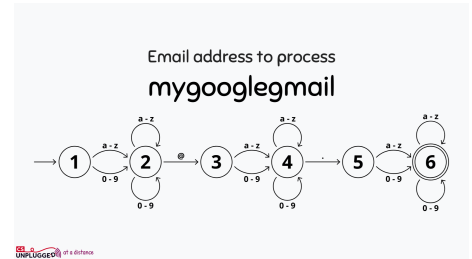 Email address to process
mygooglegmail
a - z a - z
a - z @ a - z . a - z
1 2 3 4 5 6
0 - 9 0 - 9 0 - 9
0 - 9 0 - 9 0 - 9
a - z
CS
UNPLUGGED at a distance